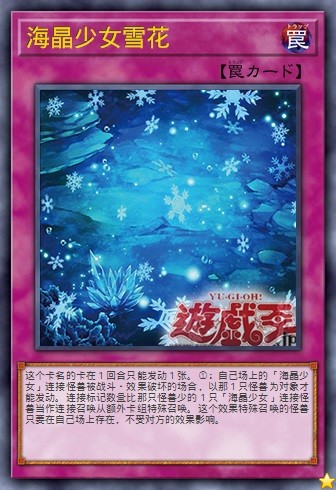 海晶少女雪花
トラップ
罠
【罠カード】
YU-GI-OH!
遊戯王
这个卡名的卡在1回合只能发动1张。①：自己场上的「海晶少
女」连接怪兽被战斗·效果破坏的场合，以那1只怪兽为对象才
能发动。连接标记数量比那只怪兽少的1只「海晶少女」连接怪
兽当作连接召唤从额外卡组特殊召唤。这个效果特殊召唤的怪兽
只要在自己场上存在，不受对方的效果影响。